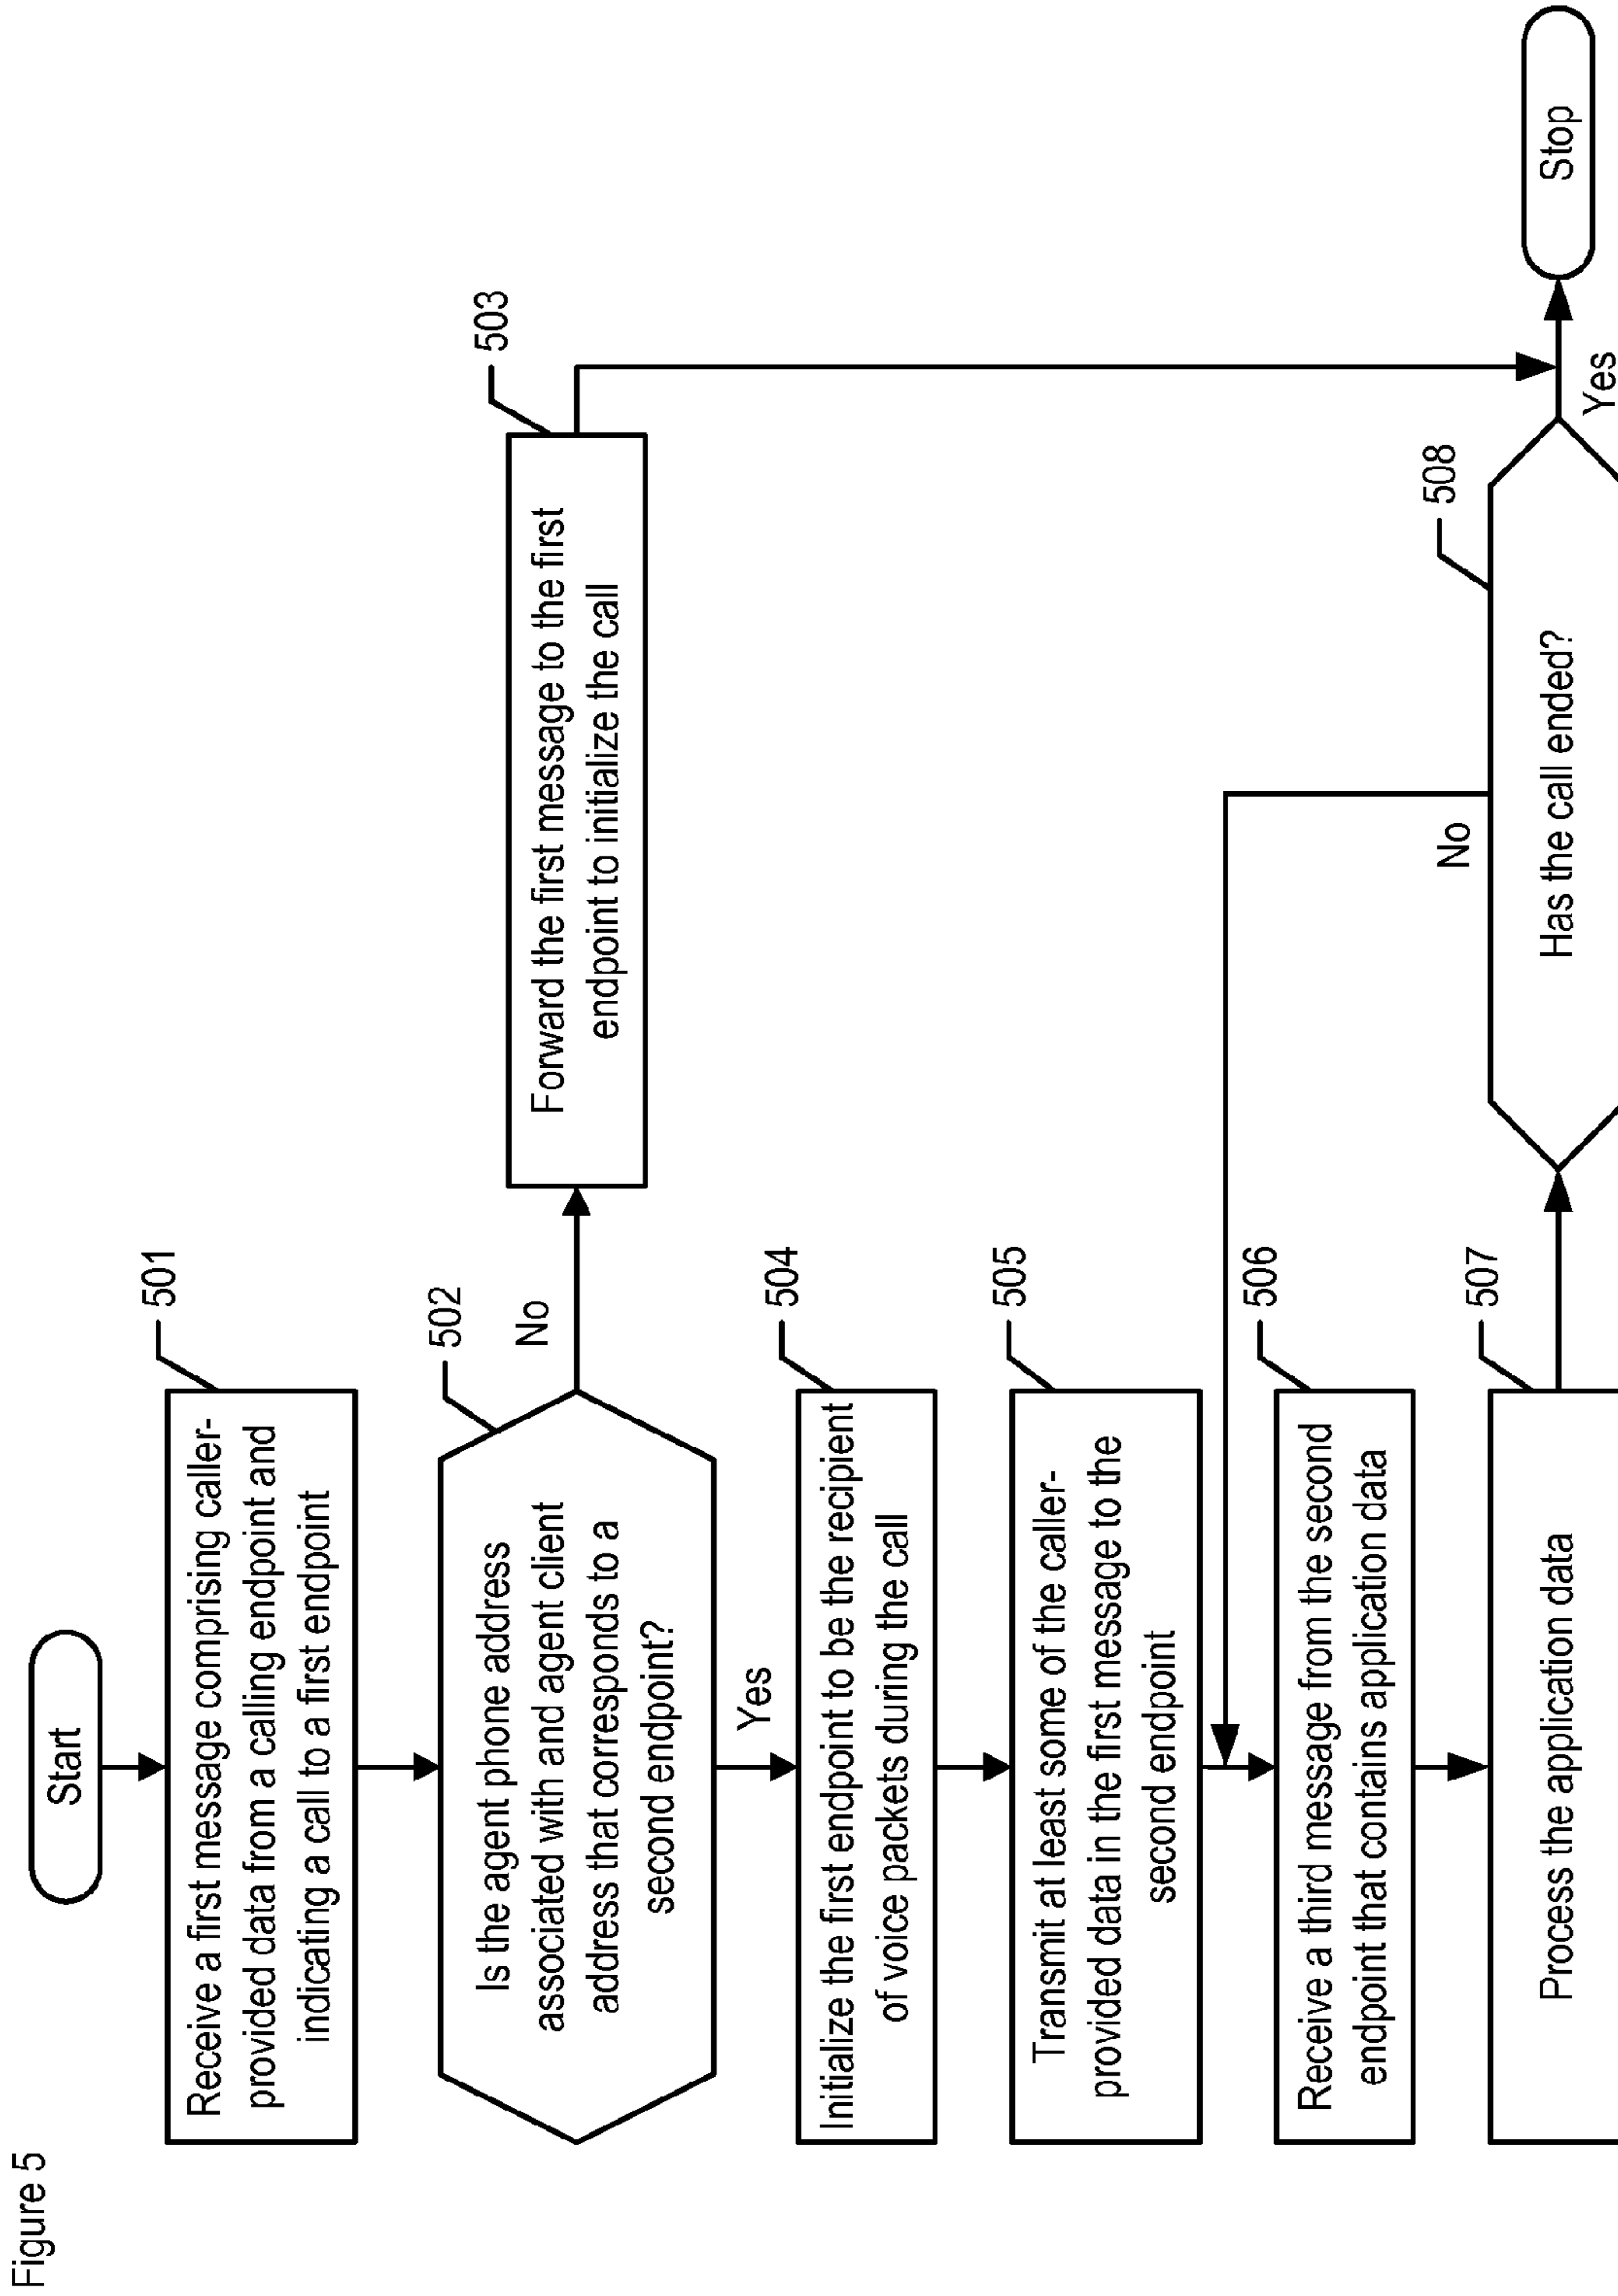 Figure 5
Start
501
Receive a first message comprising caller-
provided data from a calling endpoint and
indicating a call to a first endpoint
502
Is the agent phone address
associated with and agent client
address that corresponds to a
second endpoint?
No
503
Forward the first message to the first
endpoint to initialize the call
Yes
504
Initialize the first endpoint to be the recipient
of voice packets during the call
505
Transmit at least some of the caller-
provided data in the first message to the
second endpoint
506
Receive a third message from the second
endpoint that contains application data
507
Process the application data
508
No
Has the call ended?
Yes
Stop